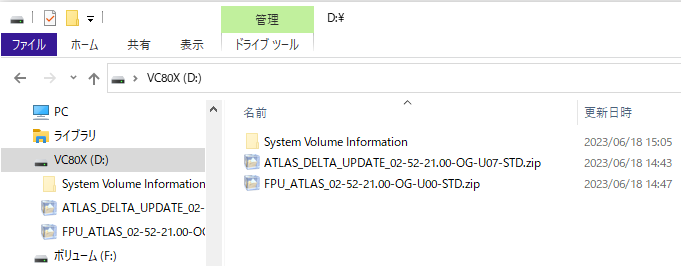 管理
D:¥
ファイル
ホーム
共有
表示
ドライブ ツール
VC80X (D:)
PC
ライブラリ
VC80X (D:)
System Volume Information
ATLAS_DELTA_UPDATE_02-
FPU_ATLAS_02-52-21.00-OG
ボリューム (F:)
名前
更新日時
System Volume Information
2023/06/18 15:05
ATLAS_DELTA_UPDATE_02-52-21.00-OG-U07-STD.zip
2023/06/18 14:43
FPU_ATLAS_02-52-21.00-OG-U00-STD.zip
2023/06/18 14:47